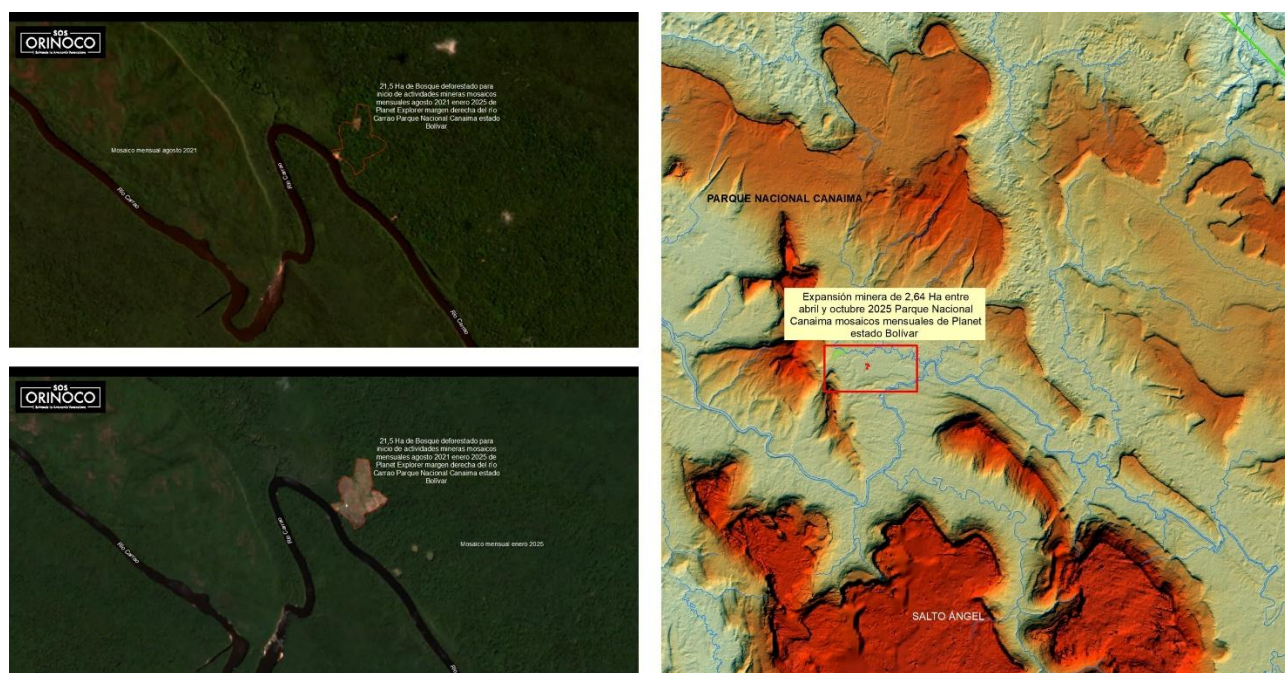 SOS
ORINOCO
21,5 Ha de Bosque deforestado para
inicio de actividades mineras mosaicos
mensuales agosto 2021 enero 2025 de
Planet Explorer margen derecha del río
Carrao Parque Nacional Canaima estado
Bolívar
Mosaico mensual agosto 2021
Río Carrao
Río Carrao
Río Carrao
SOS
ORINOCO
21,5 Ha de Bosque deforestado para
inicio de actividades mineras mosaicos
mensuales agosto 2021 enero 2025 de
Planet Explorer margen derecha del río
Carrao Parque Nacional Canaima estado
Bolívar
Mosaico mensual enero 2025
Río Carrao
Río Carrao
Río
PARQUE NACIONAL CANAIMA
Expansión minera de 2,64 Ha entre
abril y octubre 2025 Parque Nacional
Canaima mosaicos mensuales de Planet
estado Bolívar
SALTO ÁNGEL